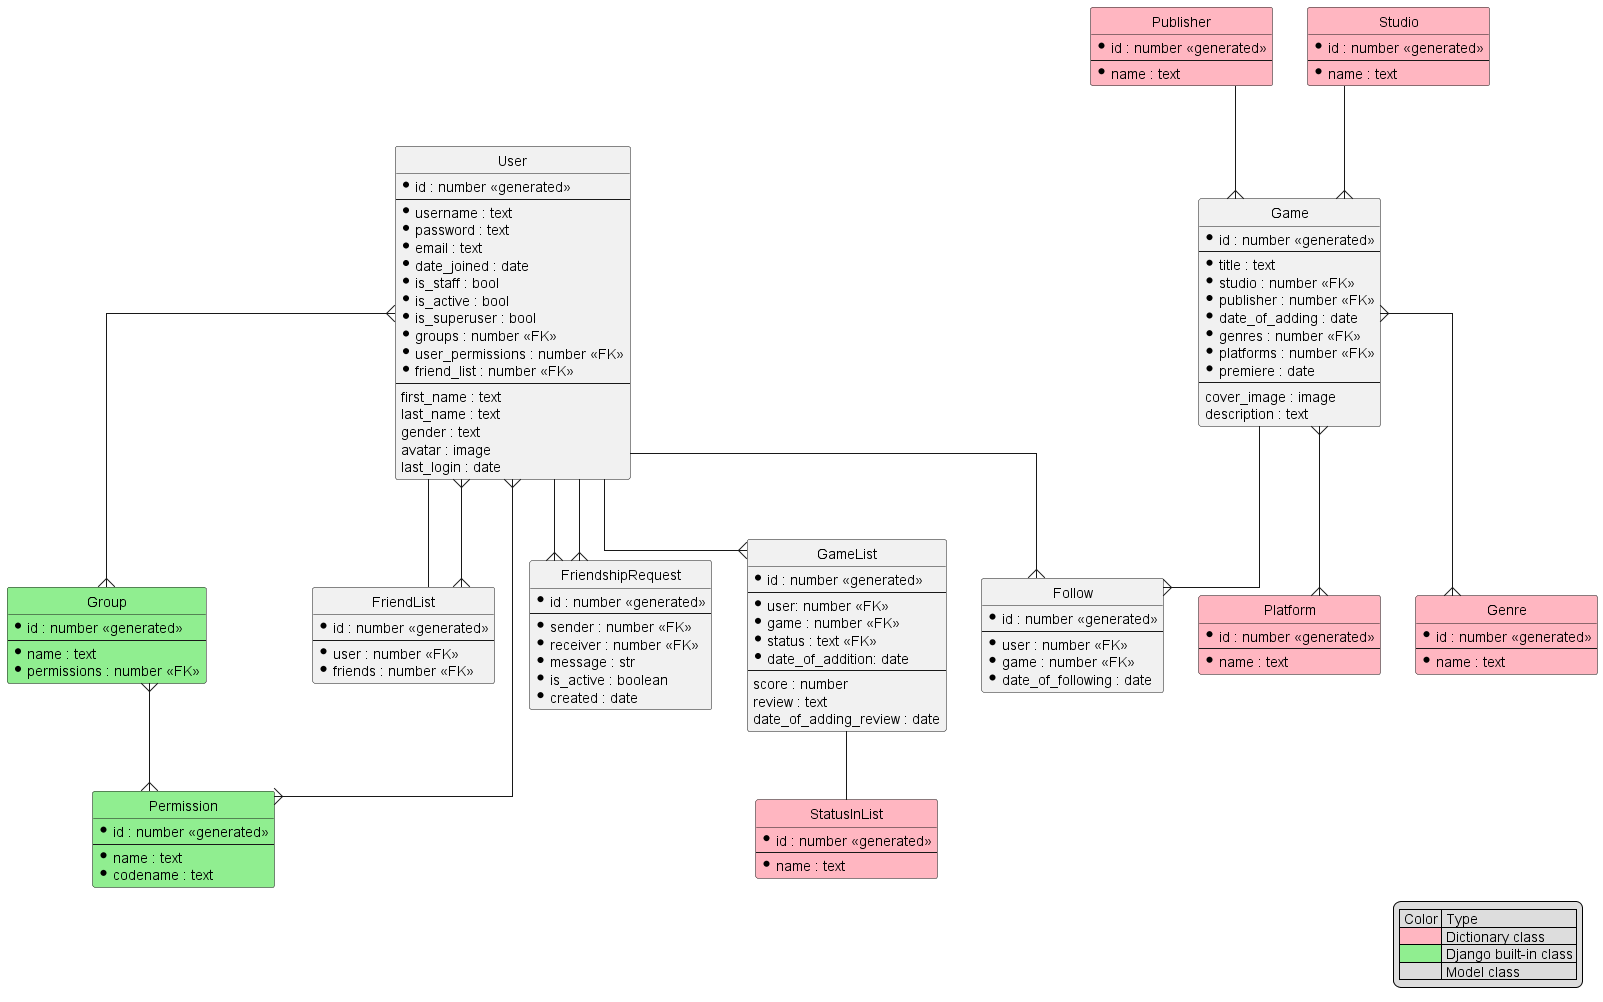 Publisher
id : number «generated»
name : text
Studio
id : number «generated»
name : text
User
id : number «generated»
username : text
password : text
email : text
date_joined : date
is_staff : bool
is_active : bool
is_superuser : bool
groups : number «FK»
user_permissions : number «FK»
friend_list : number «FK»
first_name : text
last_name : text
gender : text
avatar : image
last_login : date
Game
id : number «generated»
title : text
studio : number «FK»
publisher : number «FK»
date_of_adding : date
genres : number «FK»
platforms : number «FK»
premiere : date
cover_image : image
description : text
Group
id : number «generated»
name : text
permissions : number «FK»
FriendList
id : number «generated»
user : number «FK»
friends : number «FK»
FriendshipRequest
id : number «generated»
sender : number «FK»
receiver : number «FK»
message : str
is_active : boolean
created : date
GameList
id : number «generated»
user: number «FK»
game : number «FK»
status : text «FK»
date_of_addition: date
score : number
review : text
date_of_adding_review : date
Follow
id : number «generated»
user : number «FK»
game : number «FK»
date_of_following : date
Platform
id : number «generated»
name : text
Genre
id : number «generated»
name : text
Permission
id : number «generated»
name : text
codename : text
StatusInList
id : number «generated»
name : text
Color Type
Dictionary class
Django built-in class
Model class